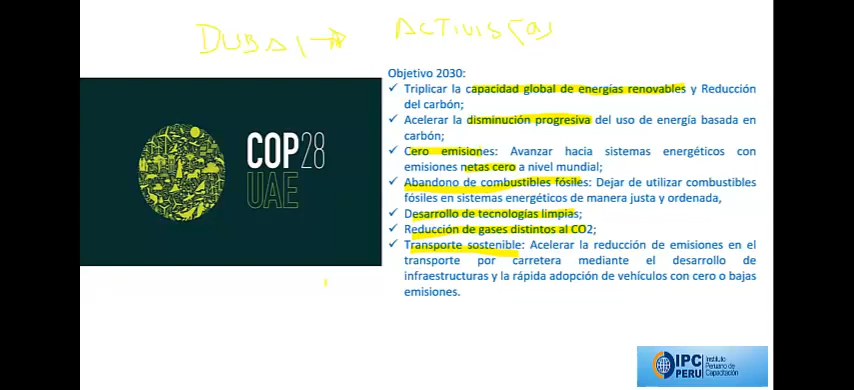 DUBAI → ACTIVISTAS
COP28
UAE
Objetivo 2030:
✓ Triplicar la capacidad global de energías renovables y Reducción
del carbón;
✓ Acelerar la disminución progresiva del uso de energía basada en
carbón;
✓ Cero emisiones: Avanzar hacia sistemas energéticos con
emisiones netas cero a nivel mundial;
✓ Abandono de combustibles fósiles: Dejar de utilizar combustibles
fósiles en sistemas energéticos de manera justa y ordenada,
✓ Desarrollo de tecnologías limpias;
✓ Reducción de gases distintos al CO2;
✓ Transporte sostenible: Acelerar la reducción de emisiones en el
transporte por carretera mediante el desarrollo de
infraestructuras y la rápida adopción de vehículos con cero o bajas
emisiones.
IPC
PERU
Instituto
Peruano de
Capacitación